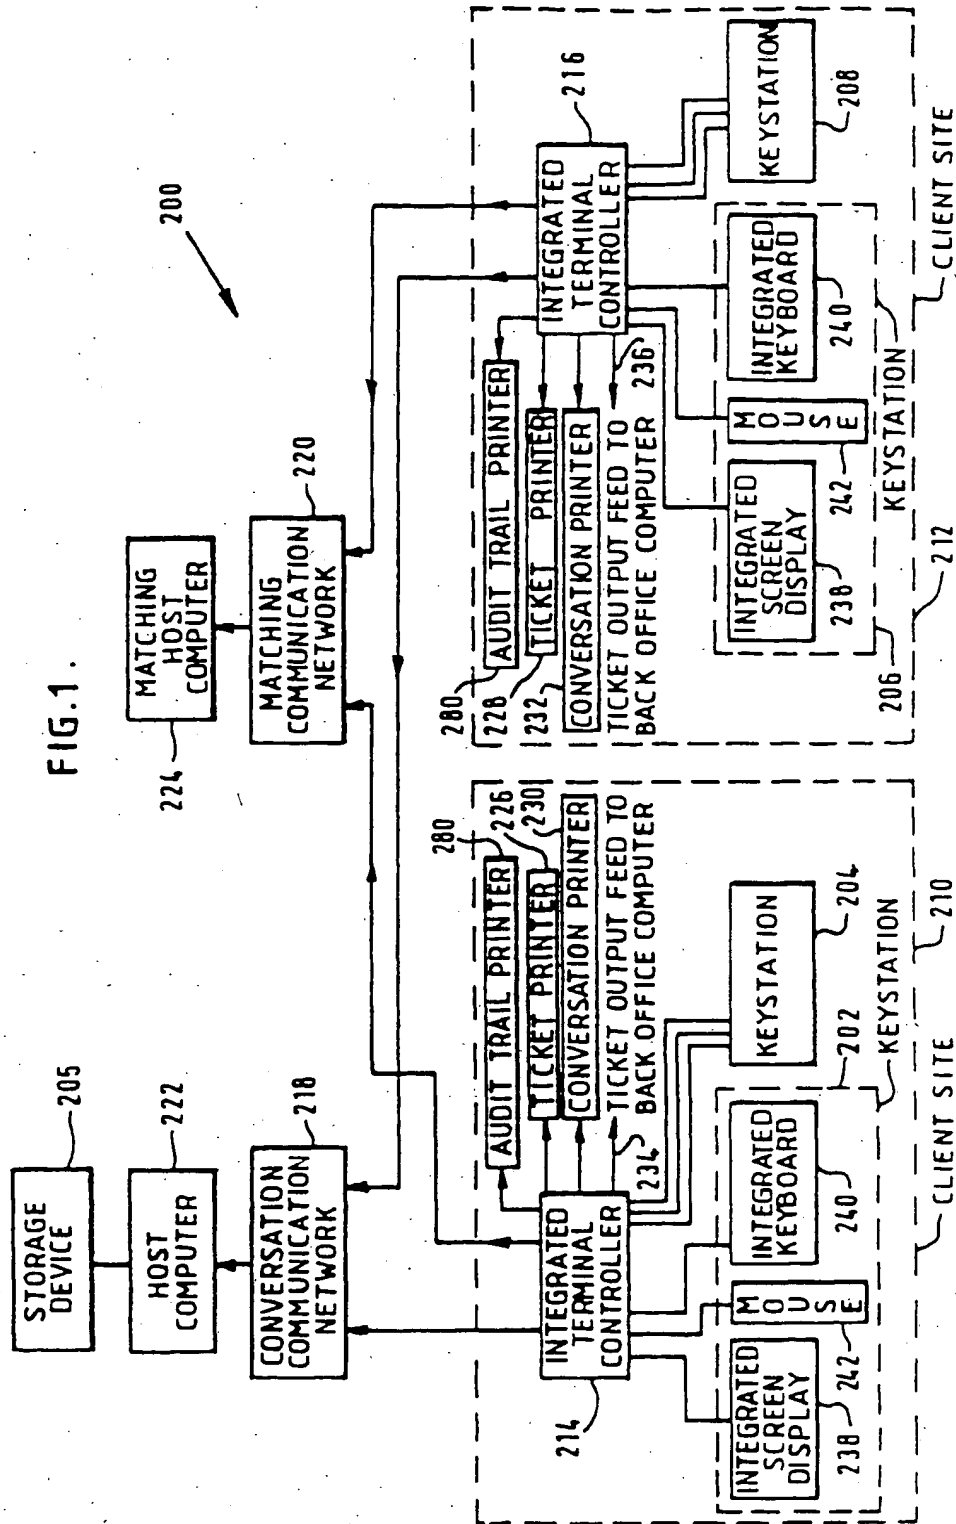 FIG.1.
200
STORAGE
DEVICE
205
HOST
COMPUTER
222
CONVERSATION
COMMUNICATION
NETWORK
218
MATCHING
HOST
COMPUTER
224
MATCHING
COMMUNICATION
NETWORK
220
INTEGRATED
TERMINAL
CONTROLLER
214
AUDIT TRAIL PRINTER
280
TICKET PRINTER
226
CONVERSATION PRINTER
230
TICKET OUTPUT FEED TO
BACK OFFICE COMPUTER
234
INTEGRATED
SCREEN
DISPLAY
238
MOUSE
242
INTEGRATED
KEYBOARD
240
202
KEYSTATION
KEYSTATION
204
CLIENT SITE
210
INTEGRATED
TERMINAL
CONTROLLER
216
AUDIT TRAIL PRINTER
280
TICKET PRINTER
228
CONVERSATION PRINTER
232
TICKET OUTPUT FEED TO
BACK OFFICE COMPUTER
236
INTEGRATED
SCREEN
DISPLAY
238
MOUSE
242
INTEGRATED
KEYBOARD
240
206
KEYSTATION
KEYSTATION
208
212
CLIENT SITE